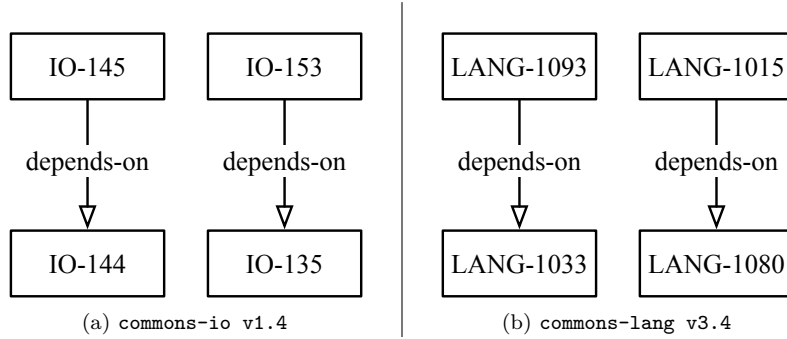 IO-145 IO-153 LANG-1093 LANG-1015
depends-on depends-on depends-on depends-on
IO-144 IO-135 LANG-1033 LANG-1080
(a) commons-io v1.4 (b) commons-lang v3.4